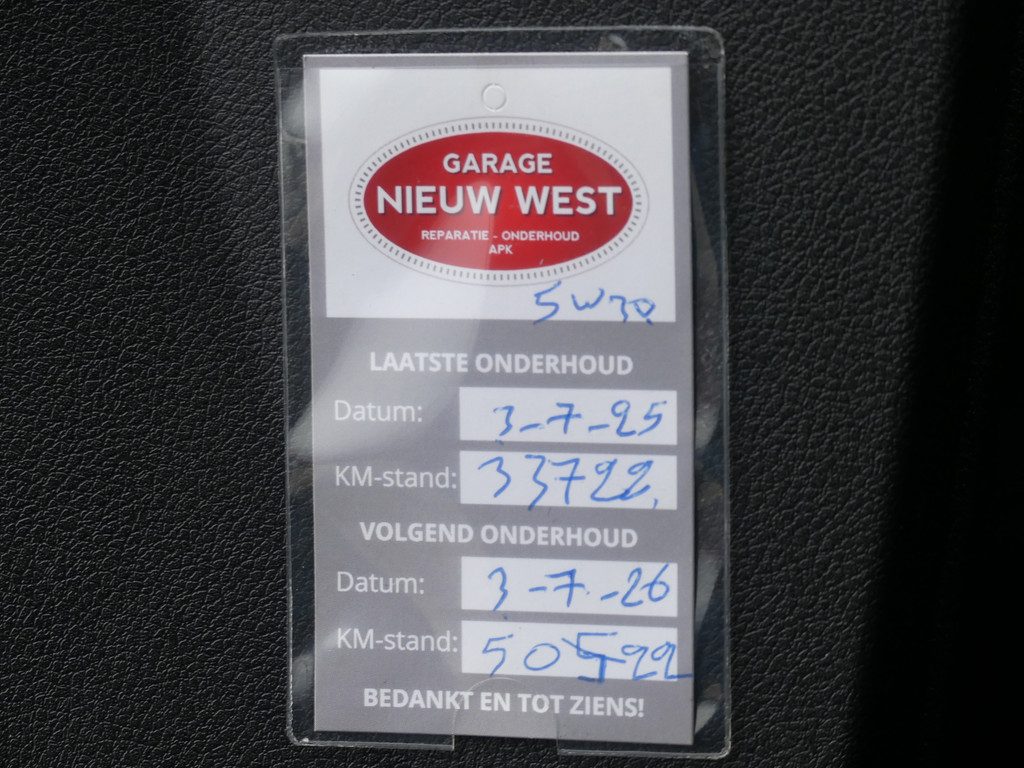 GARAGE
NIEUW WEST
REPARATIE - ONDERHOUD
APK
5W30
LAATSTE ONDERHOUD
Datum: 3-7-25
KM-stand: 33722
VOLGEND ONDERHOUD
Datum: 3-7-26
KM-stand: 50522
BEDANKT EN TOT ZIENS!